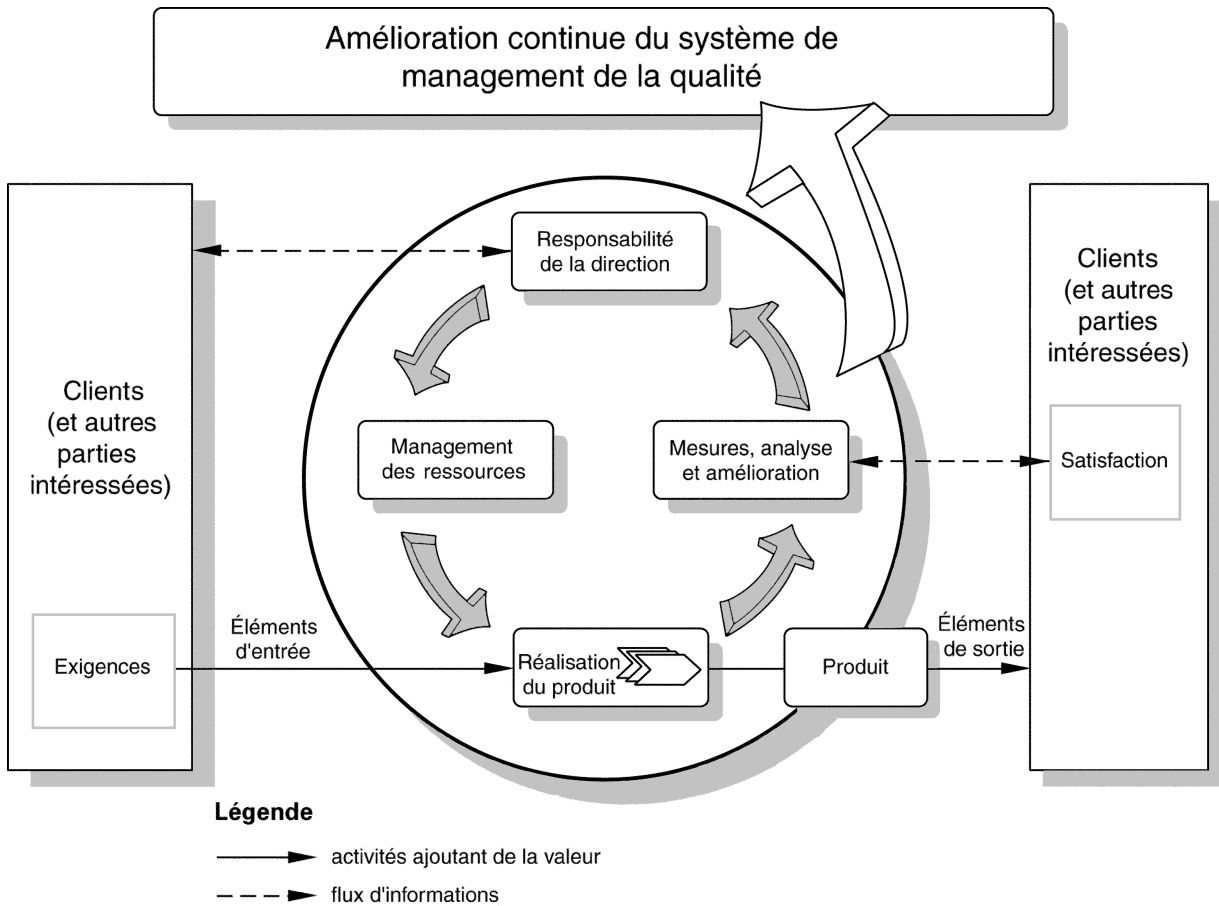 Amélioration continue du système de
management de la qualité
Responsabilité
de la direction
Clients
(et autres
parties
intéressées)
Clients
(et autres
parties
intéressées)
Management
des ressources
Mesures, analyse
et amélioration
Satisfaction
Exigences
Éléments
d'entrée
Réalisation
du produit
Produit
Éléments
de sortie
Légende
activités ajoutant de la valeur
flux d'informations